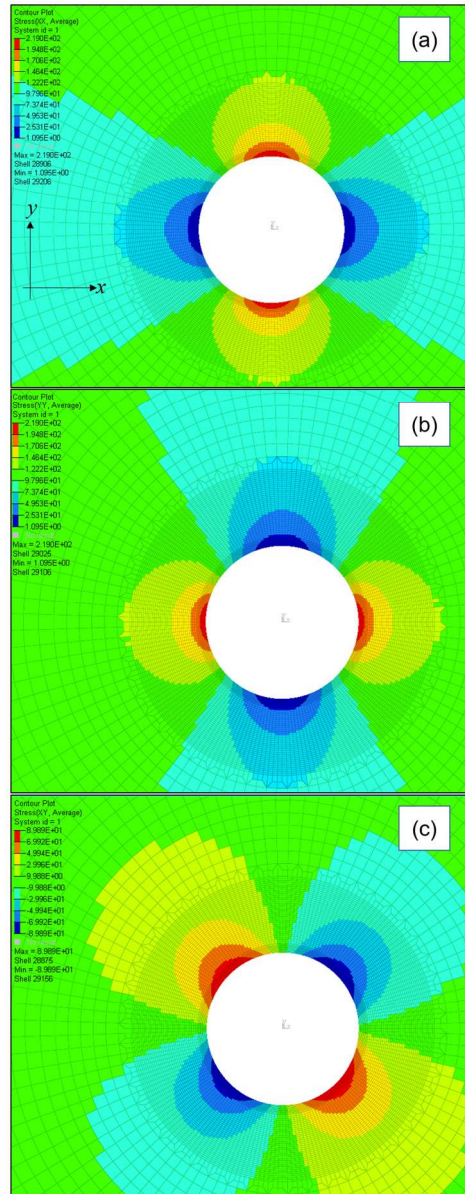 Contour Plot
Stress(XX, Average)
System id = 1
2.190E+02
1.948E+02
1.706E+02
1.464E+02
1.222E+02
9.796E+01
7.374E+01
4.953E+01
2.531E+01
1.095E+00
Max = 2.190E+02
Shell 28906
Min = 1.095E+00
Shell 29206
(a)
y
x
Contour Plot
Stress(YY, Average)
System id = 1
2.190E+02
1.948E+02
1.706E+02
1.464E+02
1.222E+02
9.796E+01
7.374E+01
4.953E+01
2.531E+01
1.095E+00
Max = 2.190E+02
Shell 29025
Min = 1.095E+00
Shell 29106
(b)
Contour Plot
Stress(XY, Average)
System id = 1
8.989E+01
6.992E+01
4.994E+01
2.996E+01
9.988E+00
-9.988E+00
-2.996E+01
-4.994E+01
-6.992E+01
-8.989E+01
Max = 8.989E+01
Shell 28875
Min = -8.989E+01
Shell 29156
(c)